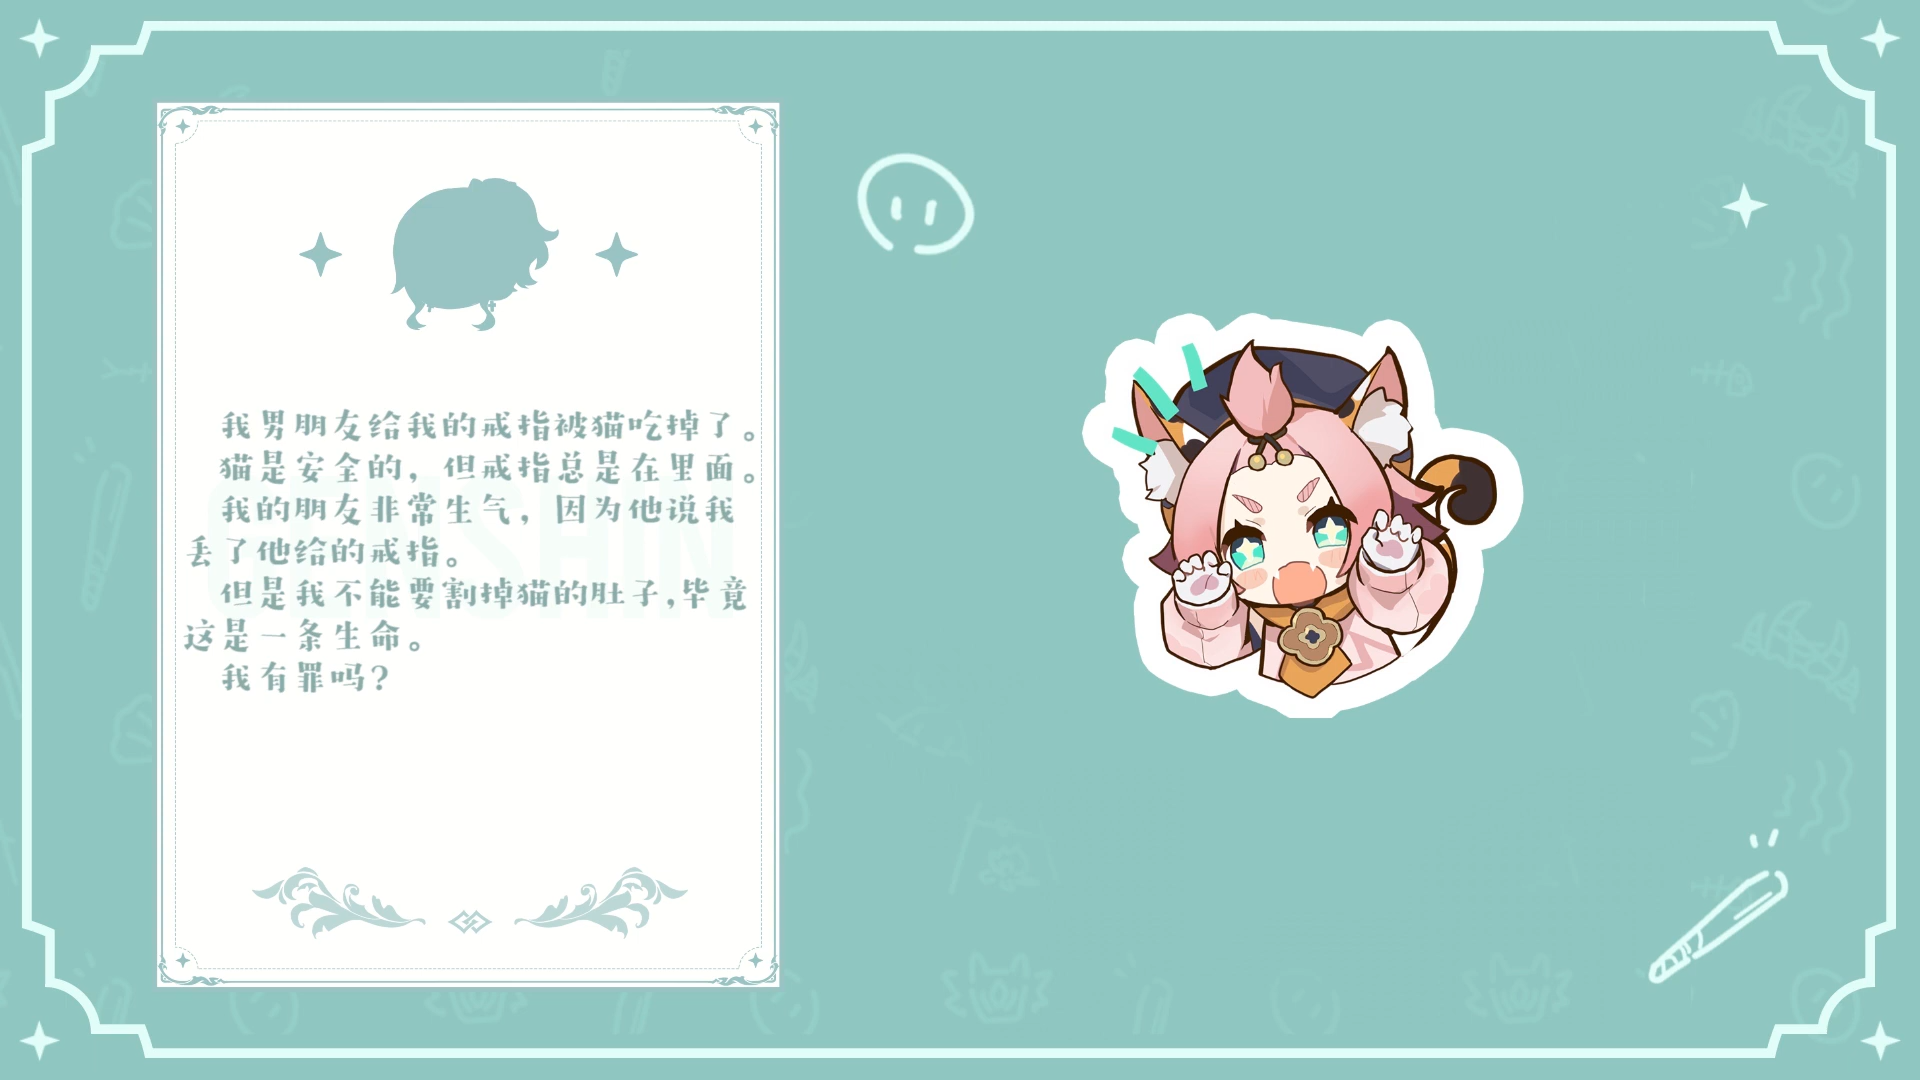 我男朋友给我的戒指被猫吃掉了。
猫是安全的，但戒指总是在里面。
我的朋友非常生气，因为他说我
丢了他给的戒指。
但是我不能要割掉猫的肚子,毕竟
这是一条生命。
我有罪吗？
GENSHIN